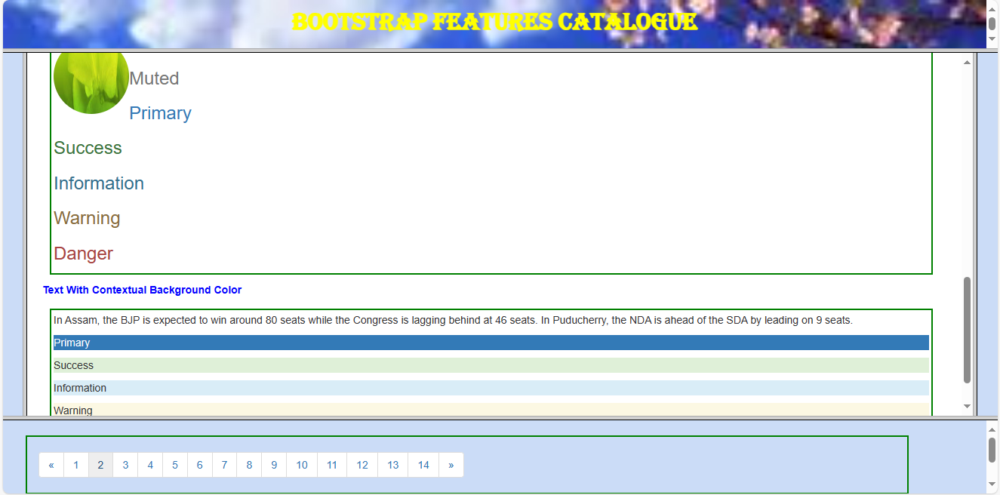 BOOTSTRAP FEATURES CATALOGUE
Muted
Primary
Success
Information
Warning
Danger
Text With Contextual Background Color
In Assam, the BJP is expected to win around 80 seats while the Congress is lagging behind at 46 seats. In Puducherry, the NDA is ahead of the SDA by leading on 9 seats.
Primary
Success
Information
Warning
« 1 2 3 4 5 6 7 8 9 10 11 12 13 14 »